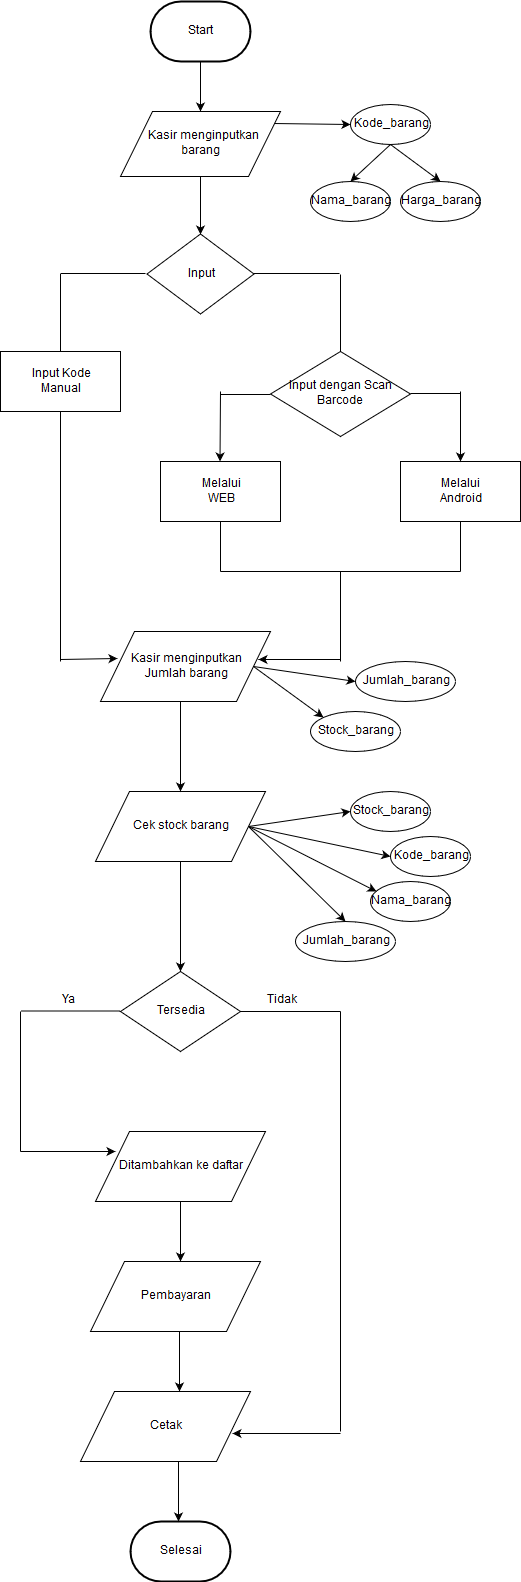 Start
Kasir menginputkan
barang
Kode_barang
Nama_barang
Harga_barang
Input
Input Kode
Manual
Input dengan Scan
Barcode
Melalui
WEB
Melalui
Android
Kasir menginputkan
Jumlah barang
Jumlah_barang
Stock_barang
Cek stock barang
Stock_barang
Kode_barang
Nama_barang
Jumlah_barang
Ya
Tersedia
Tidak
Ditambahkan ke daftar
Pembayaran
Cetak
Selesai